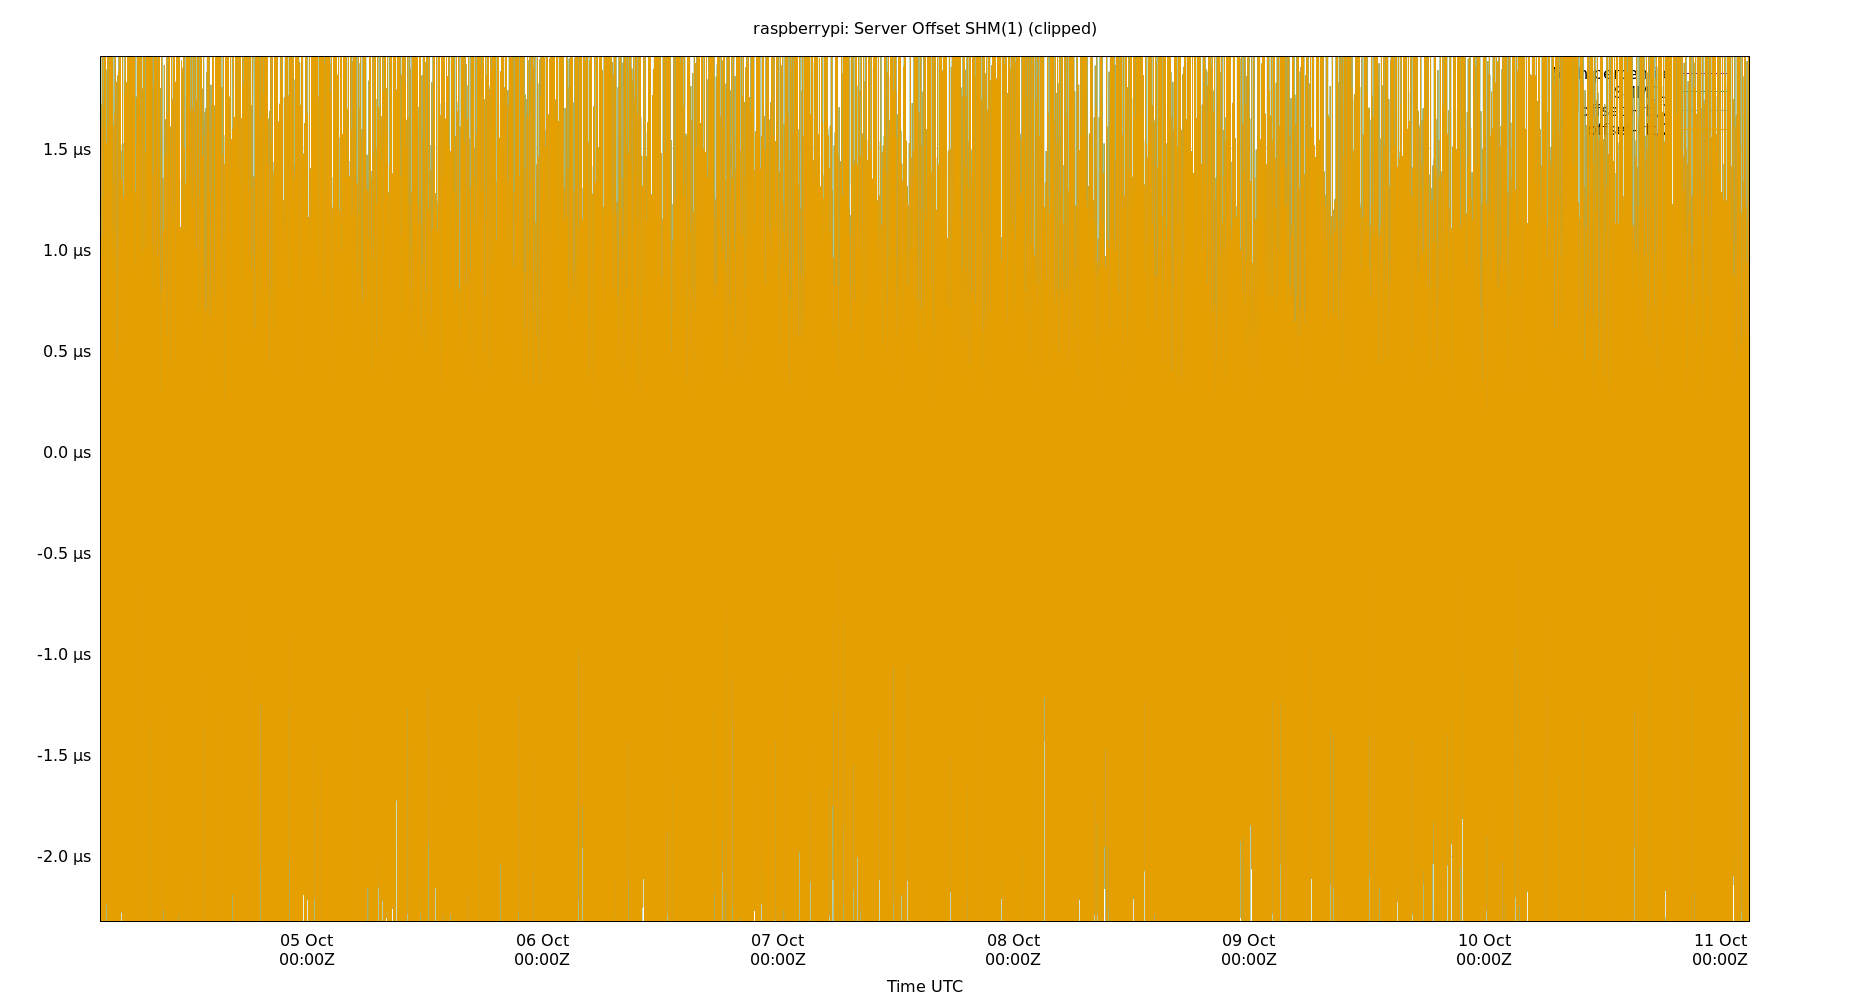 raspberrypi: Server Offset SHM(1) (clipped)
1.5 µs
1.0 µs
0.5 µs
0.0 µs
-0.5 µs
-1.0 µs
-1.5 µs
-2.0 µs
05 Oct 06 Oct 07 Oct 08 Oct 09 Oct 10 Oct 11 Oct
00:00Z 00:00Z 00:00Z 00:00Z 00:00Z 00:00Z 00:00Z
Time UTC